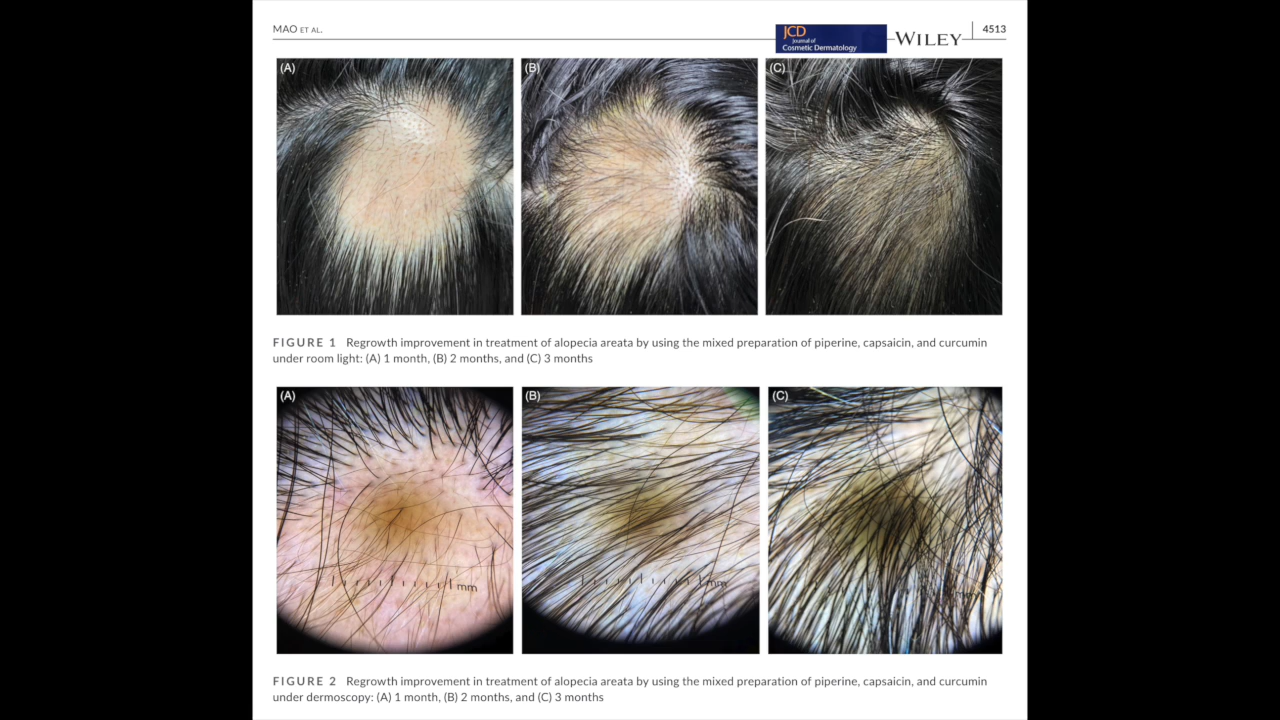 MAO ET AL.
JCD
Journal of
Cosmetic Dermatology
WILEY
4513
(A)
(B)
(C)
FIGURE 1 Regrowth improvement in treatment of alopecia areata by using the mixed preparation of piperine, capsaicin, and curcumin
under room light: (A) 1 month, (B) 2 months, and (C) 3 months
(A)
(B)
(C)
mm
mm
mm
FIGURE 2 Regrowth improvement in treatment of alopecia areata by using the mixed preparation of piperine, capsaicin, and curcumin
under dermoscopy: (A) 1 month, (B) 2 months, and (C) 3 months